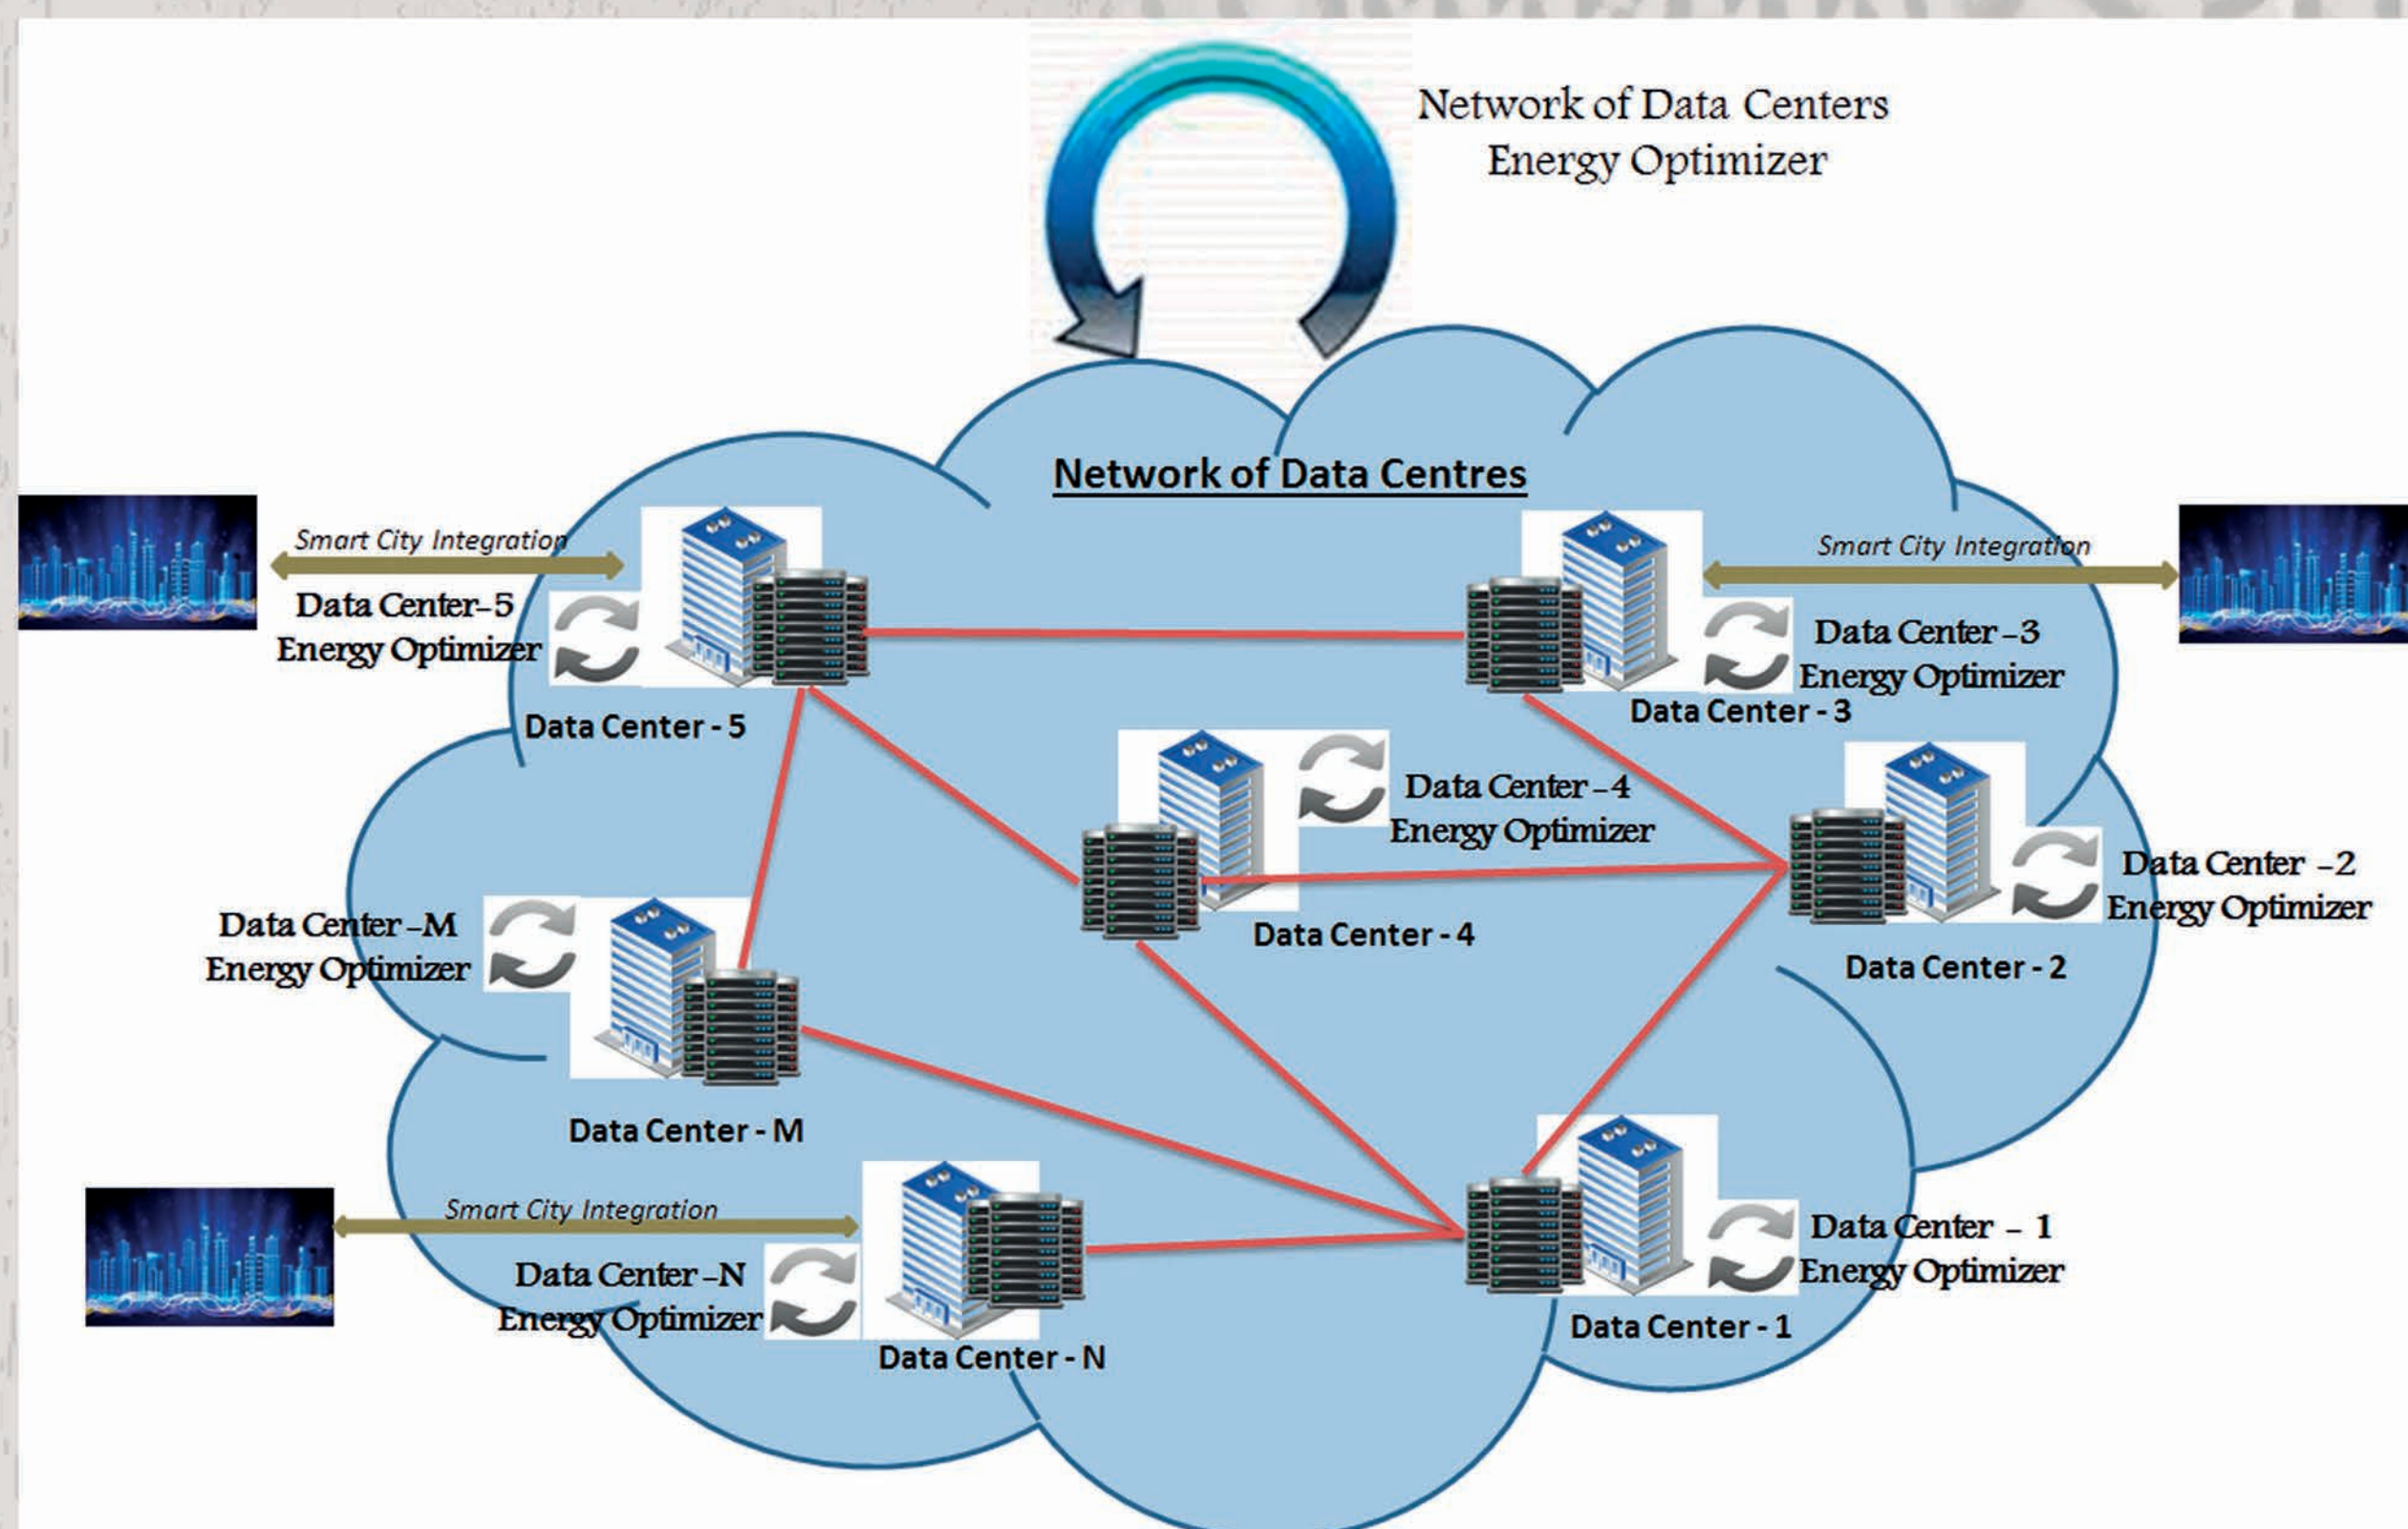 Network of Data Centers
Energy Optimizer
Network of Data Centres
Smart City Integration
Data Center-5
Energy Optimizer
Data Center - 5
Smart City Integration
Data Center -3
Energy Optimizer
Data Center - 3
Data Center -4
Energy Optimizer
Data Center - 4
Data Center -2
Energy Optimizer
Data Center - 2
Data Center -M
Energy Optimizer
Data Center - M
Smart City Integration
Data Center -N
Energy Optimizer
Data Center - N
Data Center - 1
Energy Optimizer
Data Center - 1